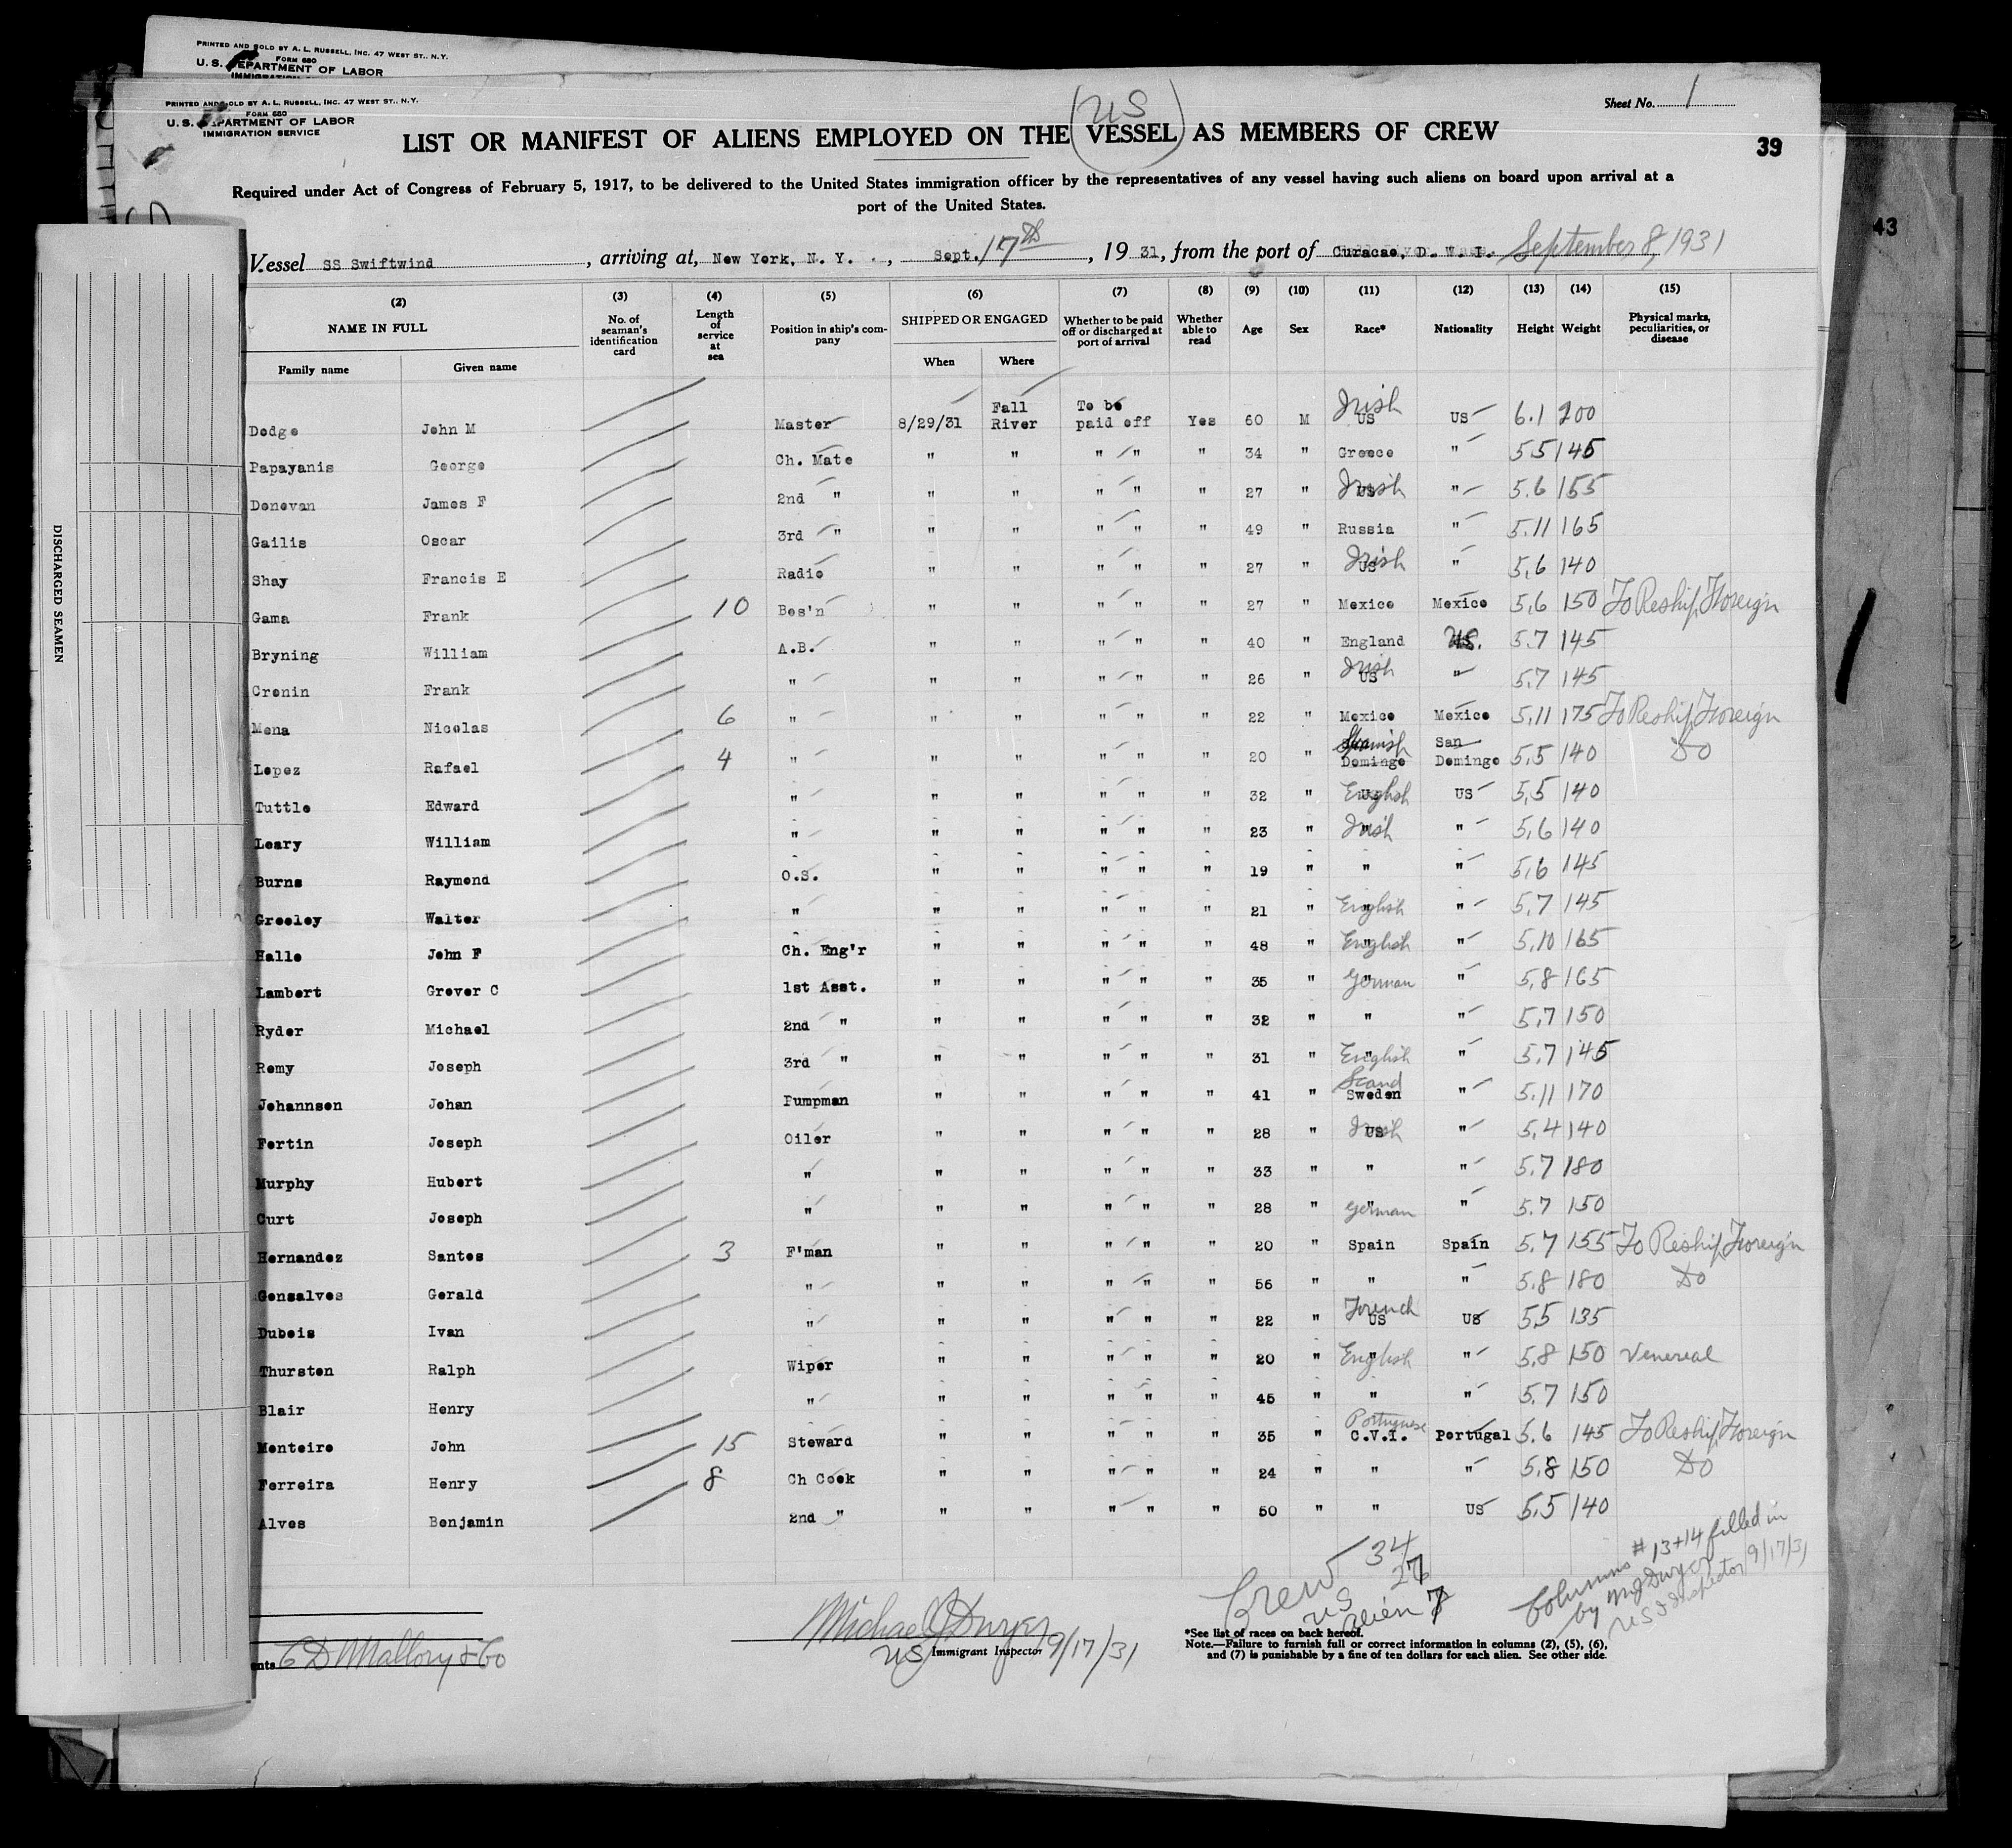 PRINTED AND SOLD BY A. L. RUSSELL, INC. 47 WEST ST., N.Y.
FORM 680
U. S. DEPARTMENT OF LABOR
PRINTED AND SOLD BY A. L. RUSSELL, INC. 47 WEST ST., N.Y.
FORM 680
U. S. DEPARTMENT OF LABOR
IMMIGRATION SERVICE
Sheet No. 1
US
LIST OR MANIFEST OF ALIENS EMPLOYED ON THE VESSEL AS MEMBERS OF CREW
39
43
Required under Act of Congress of February 5, 1917, to be delivered to the United States immigration officer by the representatives of any vessel having such aliens on board upon arrival at a
port of the United States.
Vessel SS Swiftwind, arriving at, New York, N. Y., Sept. 17th, 1931, from the port of Curacao, D. W. I. September 8, 1931
(2) (3) (4) (5) (6) (7) (8) (9) (10) (11) (12) (13) (14) (15)
NAME IN FULL
Family name Given name
No. of seaman's identification card
Length of service at sea
Position in ship's company
SHIPPED OR ENGAGED
When Where
Whether to be paid off or discharged at port of arrival
Whether able to read
Age Sex Race* Nationality Height Weight
Physical marks, peculiarities, or disease
DISCHARGED SEAMEN
Dodge John M Master 8/29/31 Fall River To be paid off Yes 60 M Irish US US 6.1 200
Papayanis George Ch. Mate " " " " " 34 " Greece " 5 5 145
Donovan James F 2nd " " " " " " 27 " Irish US " 5.6 155
Gailis Oscar 3rd " " " " " " 49 " Russia " 5.11 165
Shay Francis E Radio " " " " " 27 " Irish US " 5,6 140
Gama Frank 10 Bos'n " " " " " 27 " Mexico Mexico 5,6 150 To Reship Foreign
Bryning William A.B. " " " " " 40 " England US. 5.7 145
Cronin Frank " " " " " " 26 " Irish US " 5.7 145
Mena Nicolas 6 " " " " " " 22 " Mexico Mexico 5,11 175 To Reship Foreign
Lopez Rafael 4 " " " " " " 20 " Spanish Domingo San Domingo 5,5 140 Do
Tuttle Edward " " " " " " 32 " English US 5,5 140
Leary William " " " " " " 23 " Irish " 5,6 140
Burns Raymond O.S. " " " " " 19 " " " 5,6 145
Greeley Walter " " " " " " 21 " English " 5,7 145
Halle John F Ch. Eng'r " " " " " 48 " English " 5,10 165
Lambert Grover C 1st Asst. " " " " " 35 " German " 5,8 165
Ryder Michael 2nd " " " " " " 32 " " " 5,7 150
Remy Joseph 3rd " " " " " " 31 " English " 5.7 145
Johannsen Johan Pumpman " " " " " 41 " Scand Sweden " 5.11 170
Fortin Joseph Oiler " " " " " 28 " Irish US " 5,4 140
Murphy Hubert " " " " " " 33 " " " 5.7 180
Curt Joseph " " " " " " 28 " German " 5.7 150
Hernandez Santos 3 F'man " " " " " 20 " Spain Spain 5.7 155 To Reship Foreign
Gonsalves Gerald " " " " " " 56 " " " 5.8 180 Do
Dubois Ivan " " " " " " 22 " French US US 5,5 135
Thurston Ralph Wiper " " " " " 20 " English " 5,8 150 Venereal
Blair Henry " " " " " " 45 " " " 5.7 150
Monteiro John 15 Steward " " " " " 35 " Portuguese C.V.I. Portugal 5.6 145 To Reship Foreign
Ferreira Henry 8 Ch Cook " " " " " 24 " " " 5.8 150 Do
Alves Benjamin 2nd " " " " " " 50 " " US 5.5 140
Crew 34
US 27
alien 7
Columns #13+14 filled in
by MJ Dwyer
US I Inspector 9/17/31
Michael J Dwyer
US Immigrant Inspector 9/17/31
C D Mallory & Co
*See list of races on back hereof.
Note.—Failure to furnish full or correct information in columns (2), (5), (6),
and (7) is punishable by a fine of ten dollars for each alien. See other side.